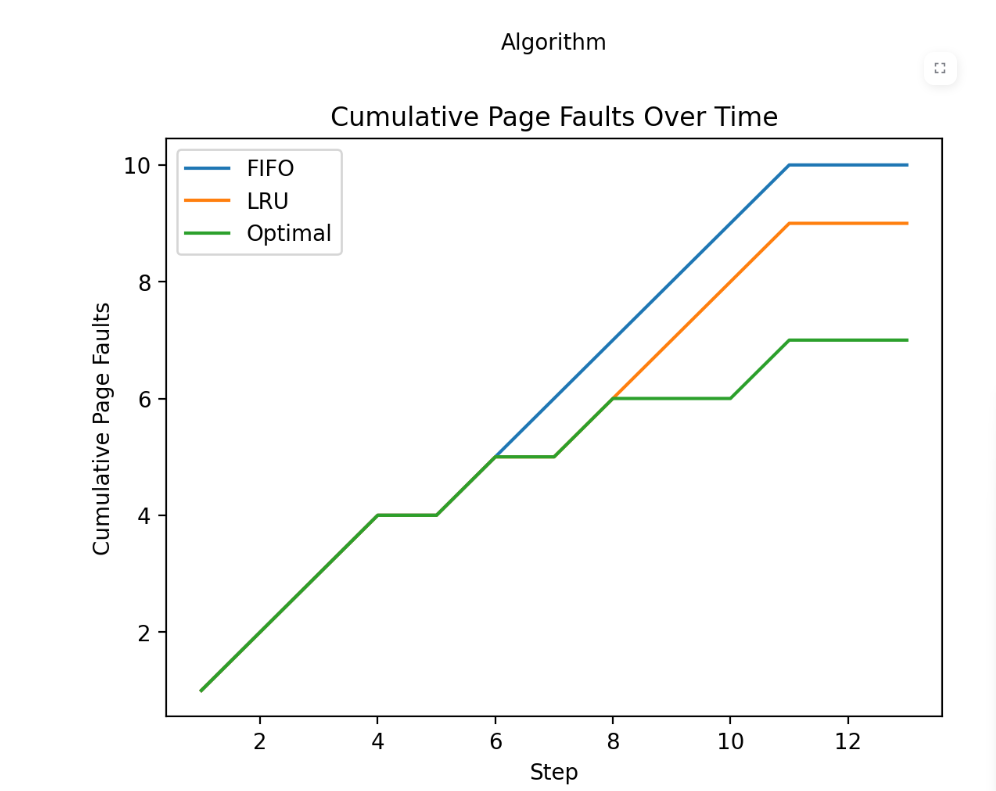 Algorithm
Cumulative Page Faults Over Time
FIFO
LRU
Optimal
Cumulative Page Faults
10
8
6
4
2
2 4 6 8 10 12
Step